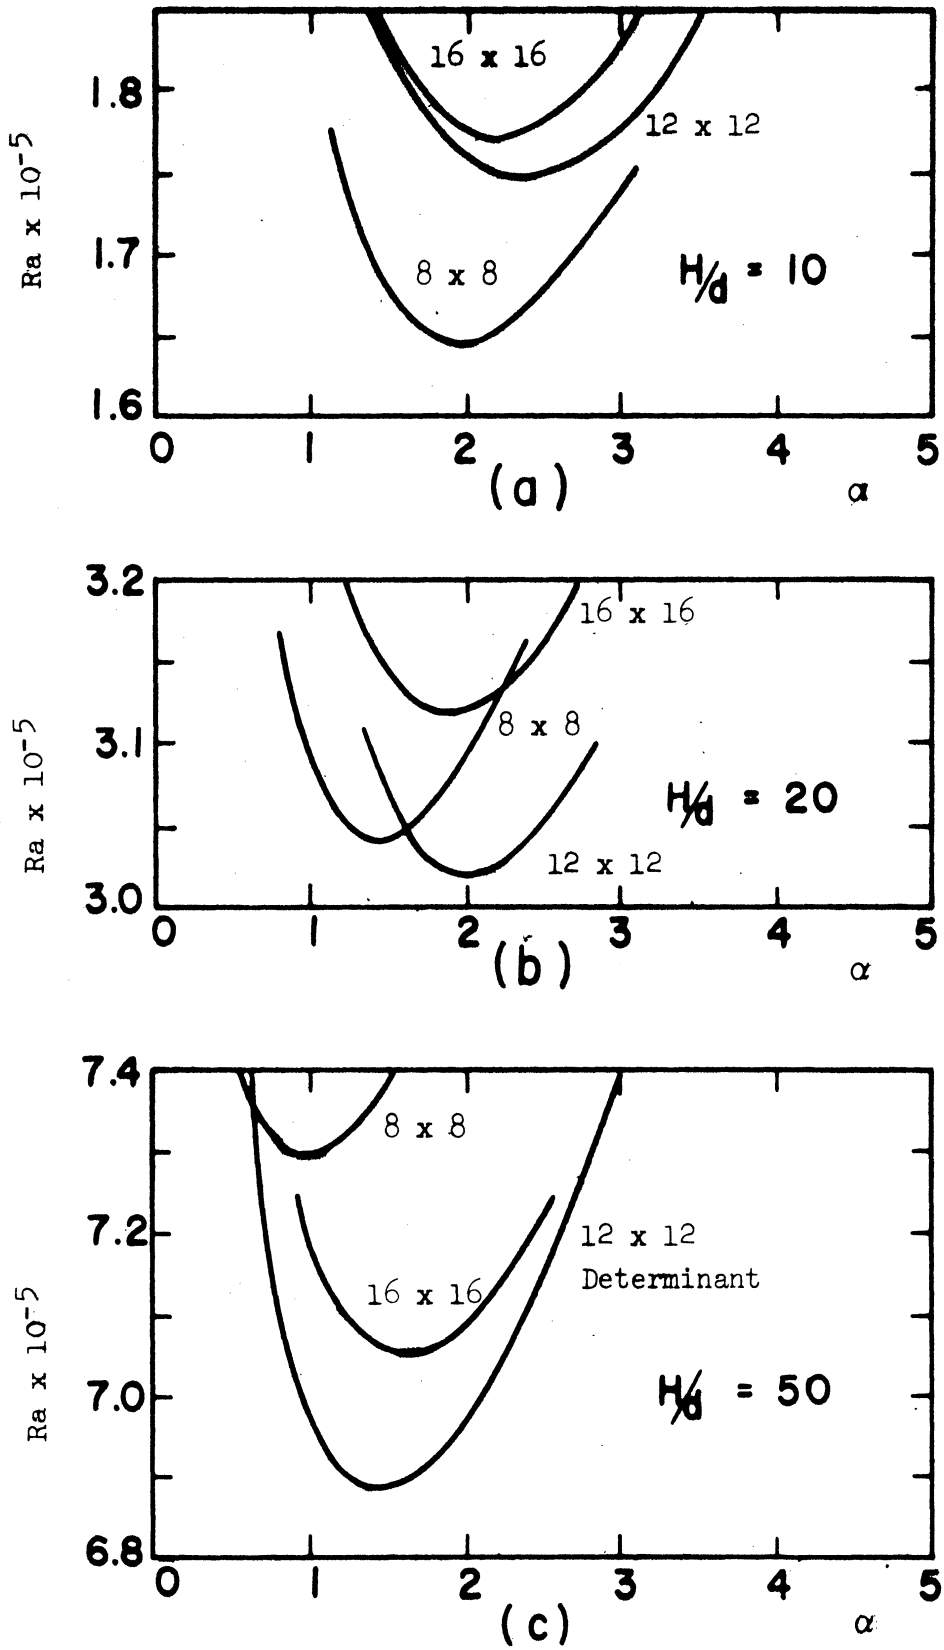 16 x 16
1.8
12 x 12
Ra x 10-5
1.7
8 x 8
H/d = 10
1.6
0 1 2 3 4 5
(a) α
3.2
16 x 16
8 x 8
3.1
Ra x 10-5
H/d = 20
12 x 12
3.0
0 1 2 3 4 5
(b) α
7.4
8 x 8
7.2
12 x 12
Determinant
16 x 16
Ra x 10-5
7.0
H/d = 50
6.8
0 1 2 3 4 5
(c) α